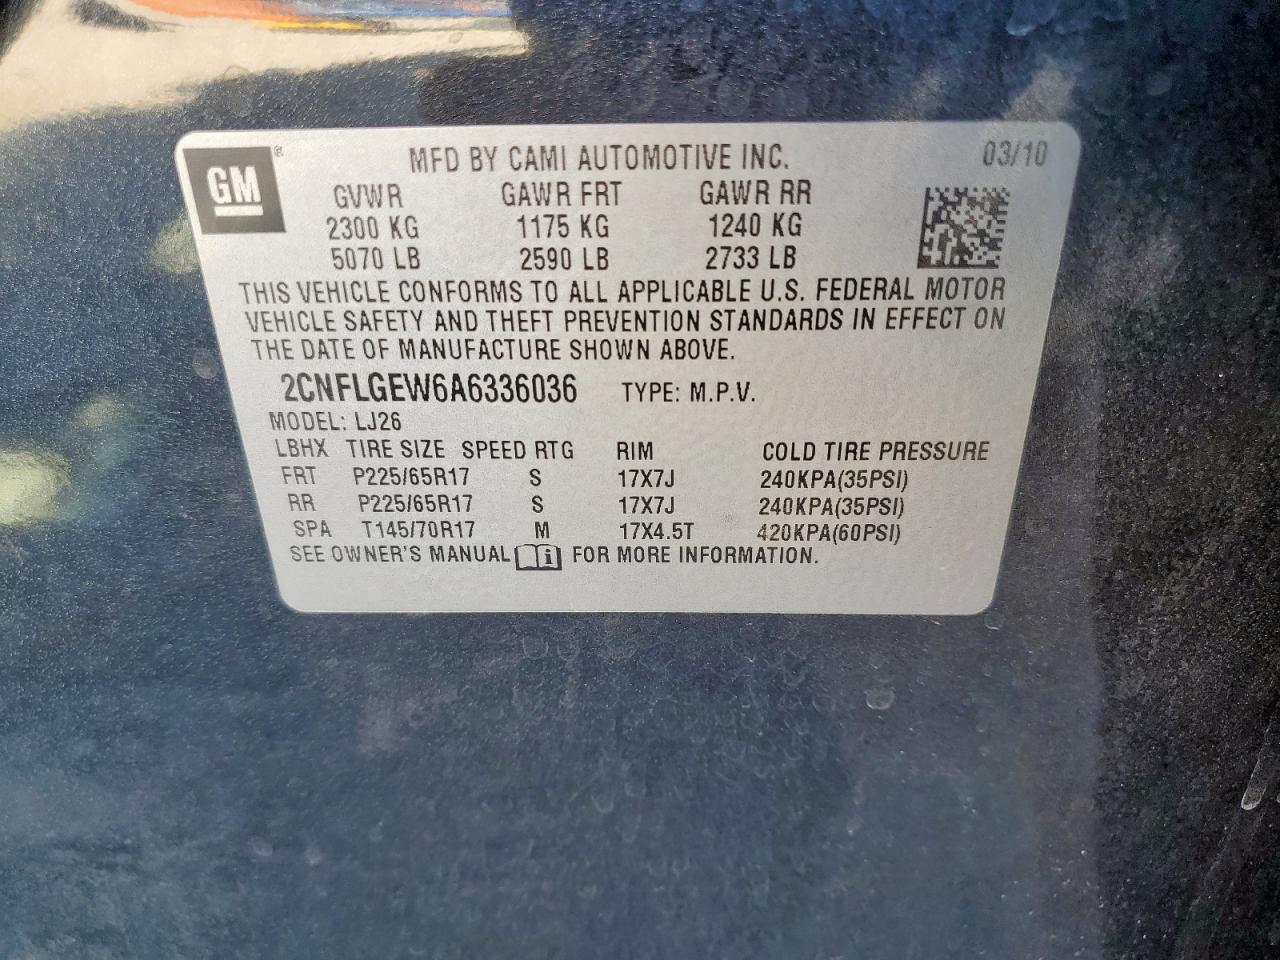 GM® MFD BY CAMI AUTOMOTIVE INC. 03/10
GVWR GAWR FRT GAWR RR
2300 KG 1175 KG 1240 KG
5070 LB 2590 LB 2733 LB
THIS VEHICLE CONFORMS TO ALL APPLICABLE U.S. FEDERAL MOTOR
VEHICLE SAFETY AND THEFT PREVENTION STANDARDS IN EFFECT ON
THE DATE OF MANUFACTURE SHOWN ABOVE.
2CNFLGEW6A6336036 TYPE: M.P.V.
MODEL: LJ26
LBHX TIRE SIZE SPEED RTG RIM COLD TIRE PRESSURE
FRT P225/65R17 S 17X7J 240KPA(35PSI)
RR P225/65R17 S 17X7J 240KPA(35PSI)
SPA T145/70R17 M 17X4.5T 420KPA(60PSI)
SEE OWNER'S MANUAL i FOR MORE INFORMATION.